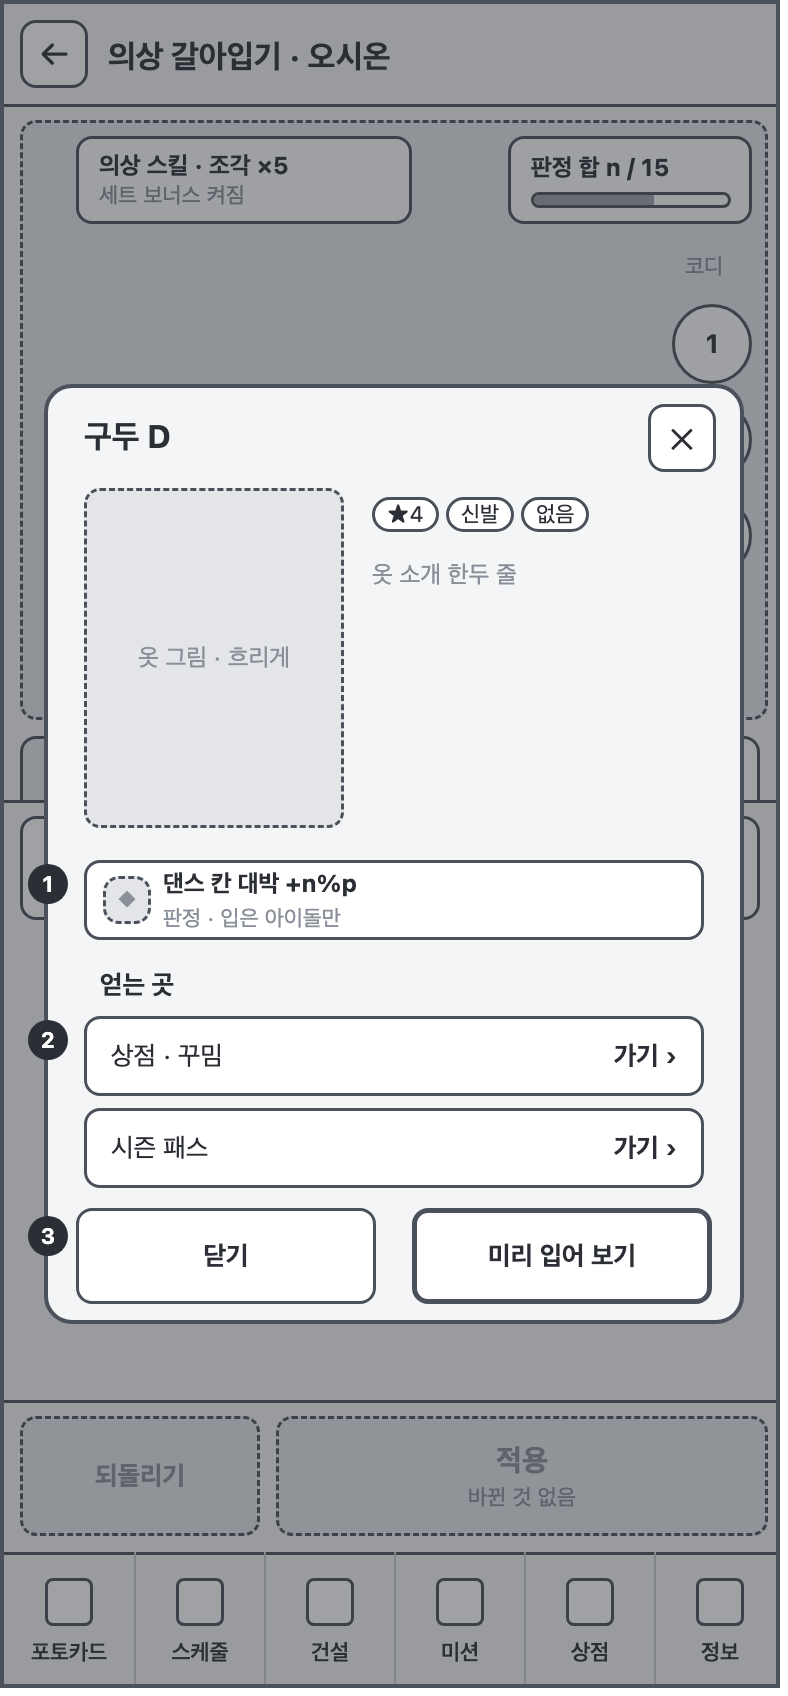 의상 갈아입기 · 오시온
의상 스킬 · 조각 ×5
세트 보너스 켜짐
판정 합 n / 15
코디
1
구두 D
★4
신발
없음
옷 소개 한두 줄
옷 그림 · 흐리게
1
댄스 칸 대박 +n%p
판정 · 입은 아이돌만
얻는 곳
2
상점 · 꾸밈
가기 ›
시즌 패스
가기 ›
3
닫기
미리 입어 보기
되돌리기
적용
바뀐 것 없음
포토카드
스케줄
건설
미션
상점
정보